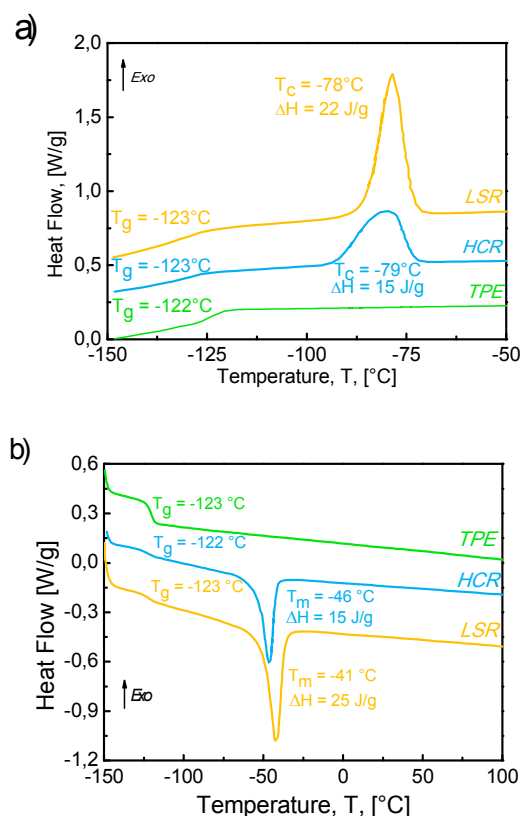 a)
Exo
Heat Flow, [W/g]
2,0
1,5
1,0
0,5
0,0
T_c = -78°C
ΔH = 22 J/g
T_g = -123°C
LSR
HCR
T_g = -123°C
T_c = -79°C
ΔH = 15 J/g
T_g = -122°C
TPE
-150 -125 -100 -75 -50
Temperature, T, [°C]
b)
Heat Flow [W/g]
0,6
0,3
0,0
-0,3
-0,6
-0,9
-1,2
T_g = -123 °C
TPE
T_g = -122 °C
HCR
T_g = -123 °C
T_m = -46 °C
ΔH = 15 J/g
LSR
T_m = -41 °C
ΔH = 25 J/g
Exo
-150 -100 -50 0 50 100
Temperature, T, [°C]